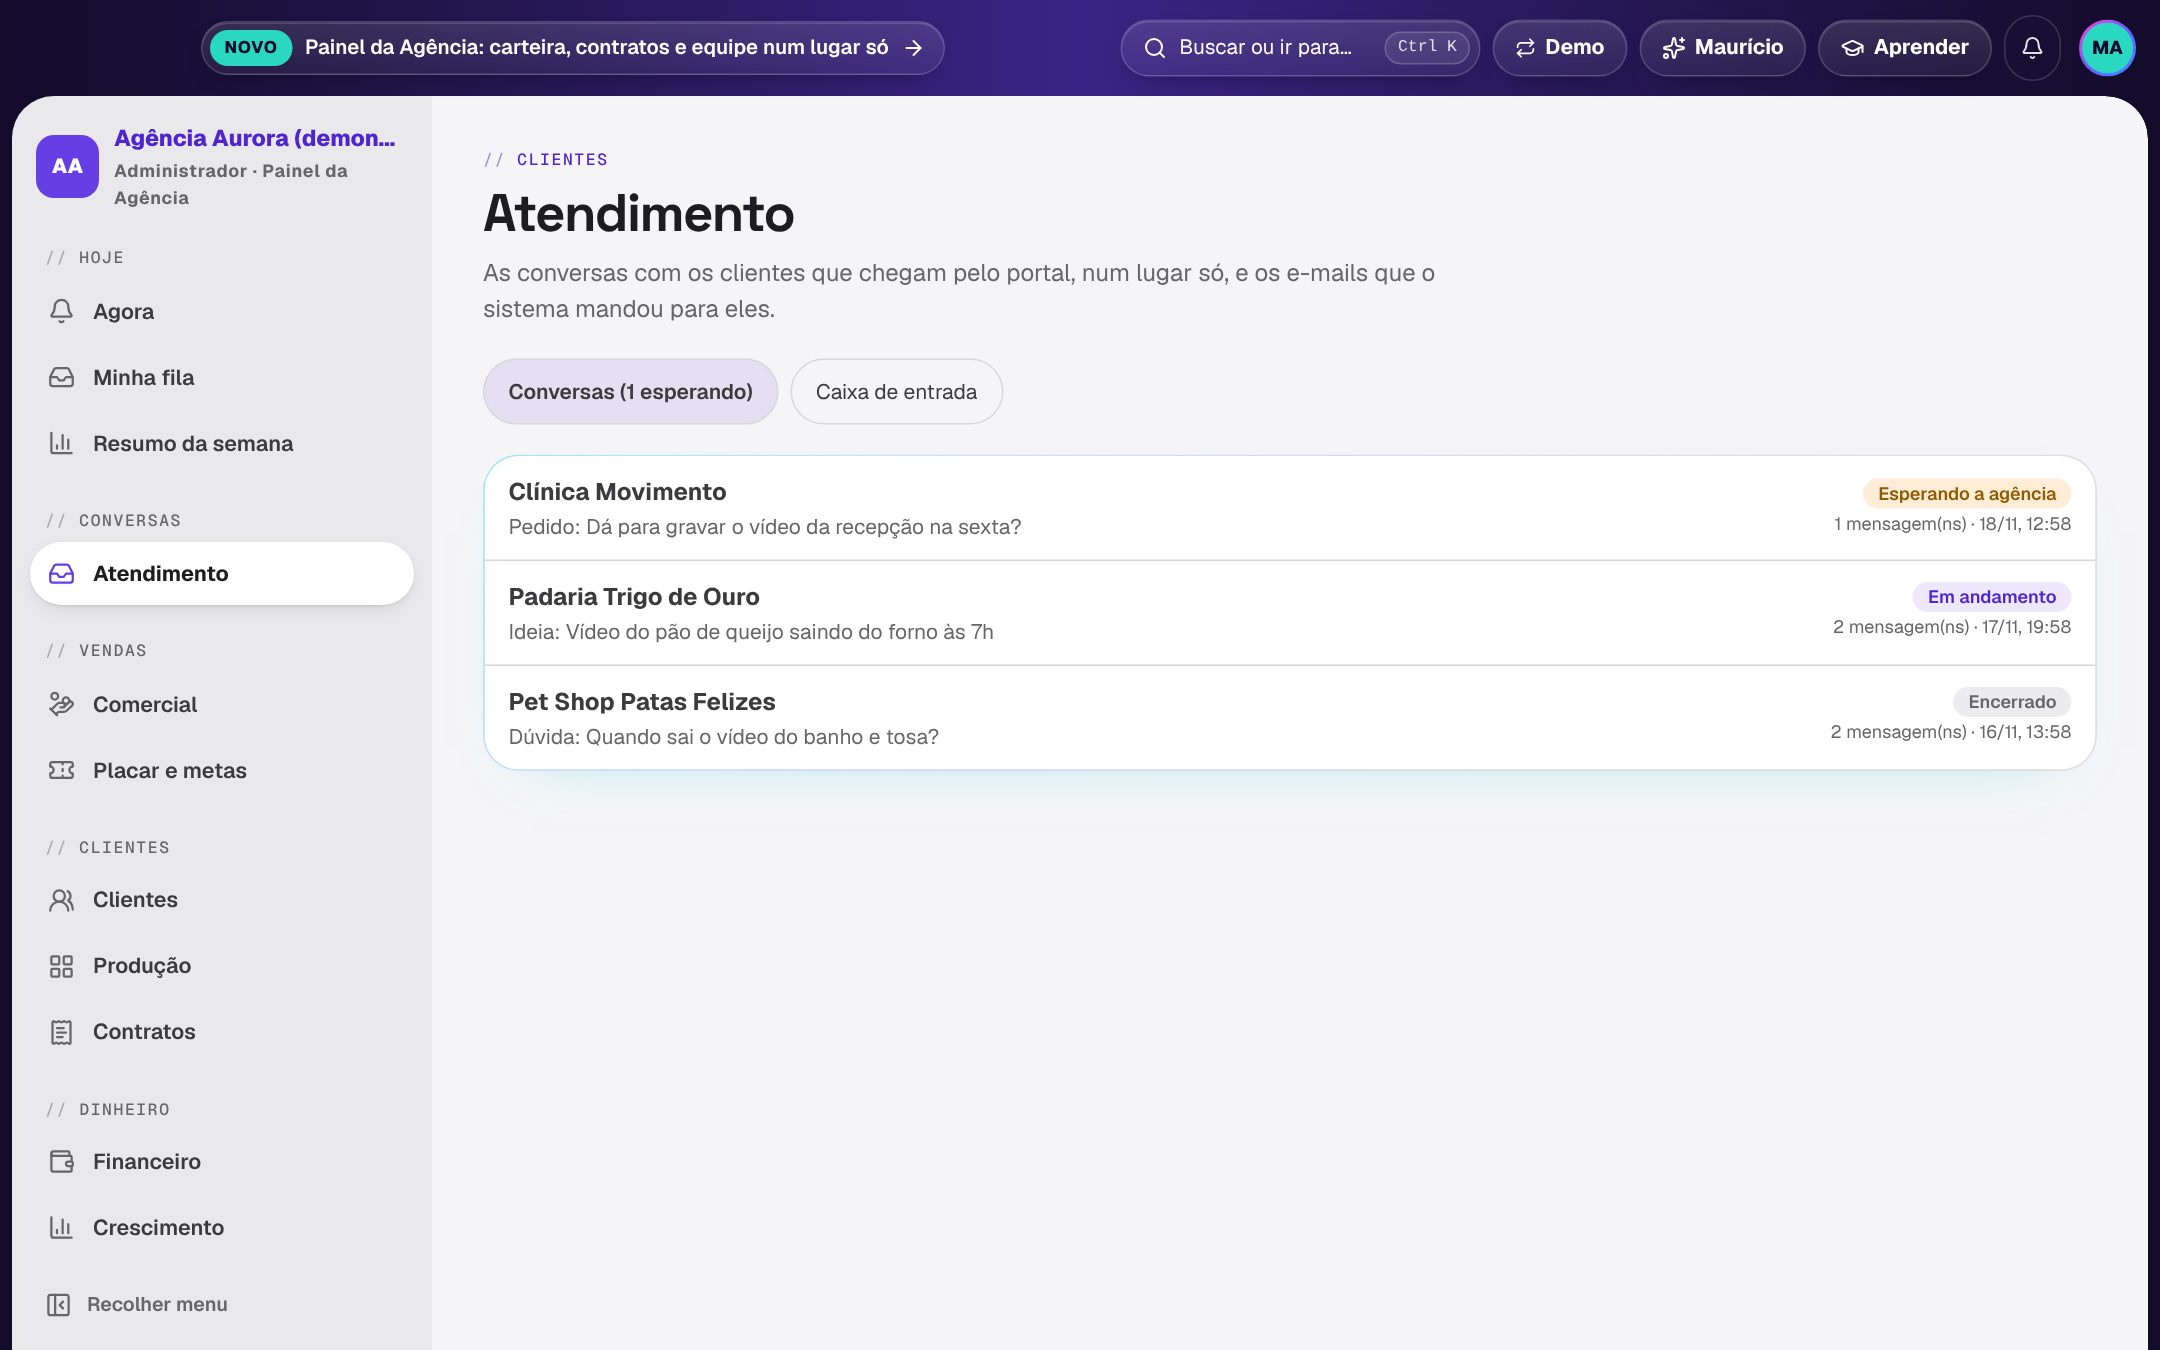 NOVO Painel da Agência: carteira, contratos e equipe num lugar só →
Buscar ou ir para... Ctrl K
Demo
Maurício
Aprender
MA
AA
Agência Aurora (demon...
Administrador · Painel da
Agência
// HOJE
Agora
Minha fila
Resumo da semana
// CONVERSAS
Atendimento
// VENDAS
Comercial
Placar e metas
// CLIENTES
Clientes
Produção
Contratos
// DINHEIRO
Financeiro
Crescimento
Recolher menu
// CLIENTES
Atendimento
As conversas com os clientes que chegam pelo portal, num lugar só, e os e-mails que o
sistema mandou para eles.
Conversas (1 esperando)
Caixa de entrada
Clínica Movimento
Esperando a agência
Pedido: Dá para gravar o vídeo da recepção na sexta?
1 mensagem(ns) · 18/11, 12:58
Padaria Trigo de Ouro
Em andamento
Ideia: Vídeo do pão de queijo saindo do forno às 7h
2 mensagem(ns) · 17/11, 19:58
Pet Shop Patas Felizes
Encerrado
Dúvida: Quando sai o vídeo do banho e tosa?
2 mensagem(ns) · 16/11, 13:58